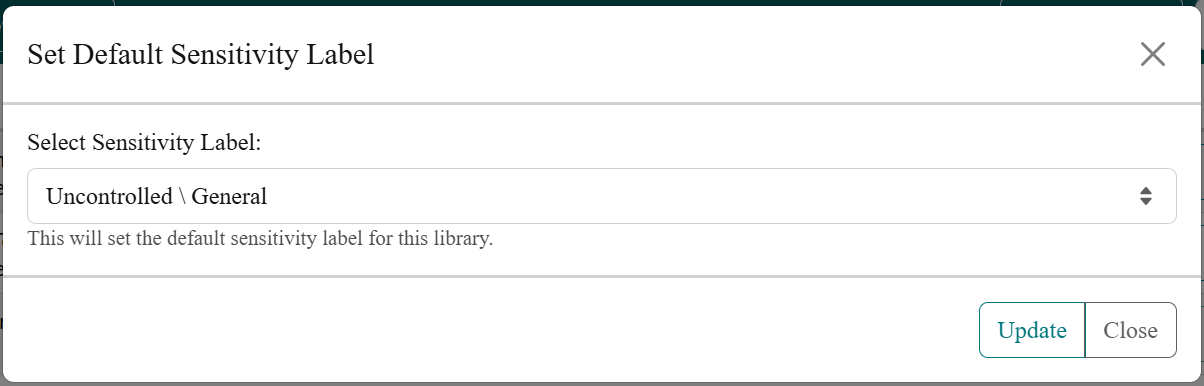 Set Default Sensitivity Label
Select Sensitivity Label:
Uncontrolled \ General
This will set the default sensitivity label for this library.
Update
Close